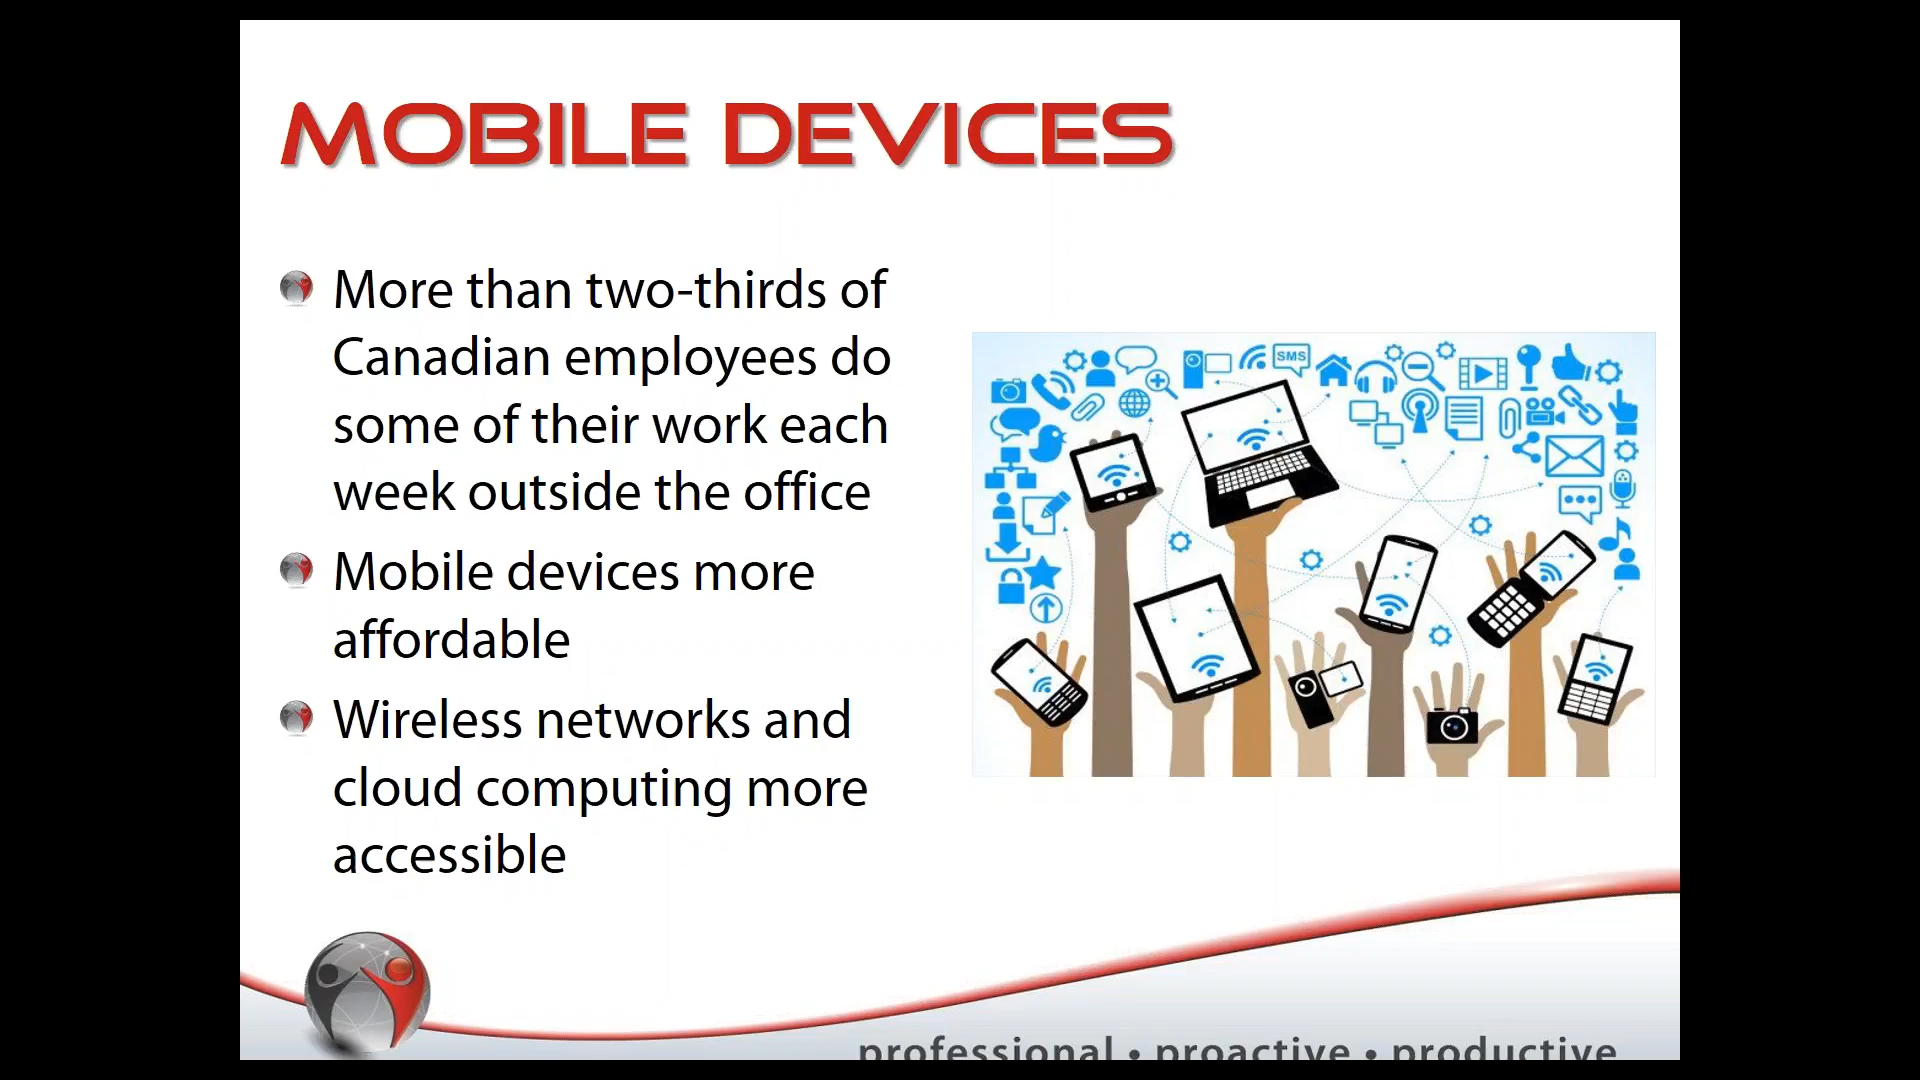 MOBILE DEVICES
More than two-thirds of
Canadian employees do
some of their work each
week outside the office
Mobile devices more
affordable
Wireless networks and
cloud computing more
accessible
SMS
professional • proactive • productive